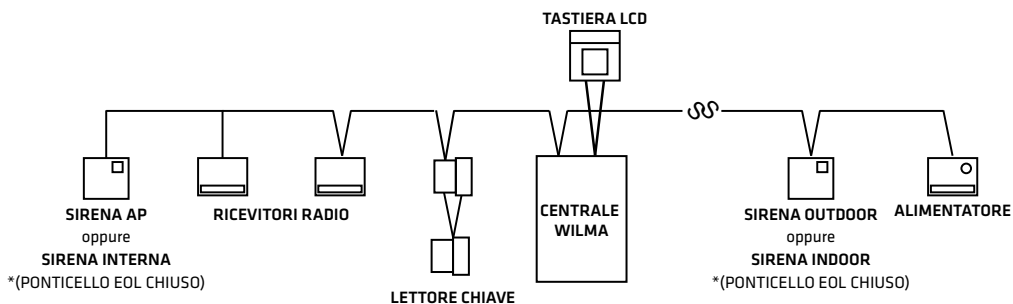 TASTIERA LCD
SIRENA AP
oppure
SIRENA INTERNA
*(PONTICELLO EOL CHIUSO)
RICEVITORI RADIO
LETTORE CHIAVE
CENTRALE
WILMA
SIRENA OUTDOOR
oppure
SIRENA INDOOR
*(PONTICELLO EOL CHIUSO)
ALIMENTATORE